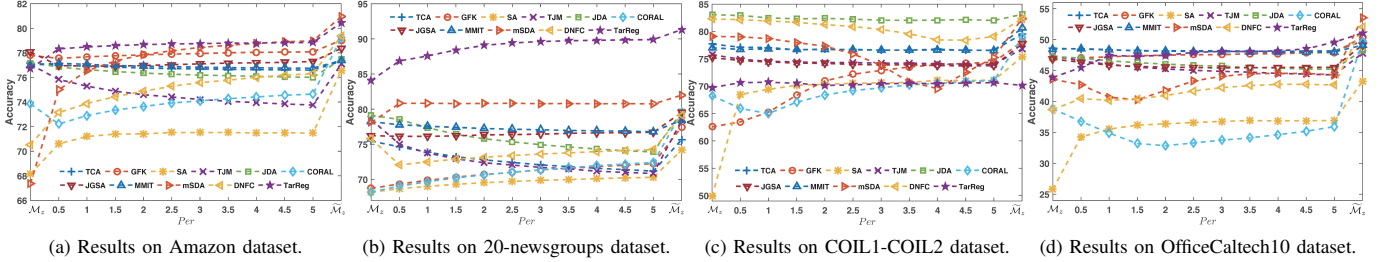 82
80
78
76
74
72
70
68
66
Accuracy
TCA GFK SA TJM JDA CORAL
JGSA MMIT mSDA DNFC TarReg
ℳz 0.5 1 1.5 2 2.5 3 3.5 4 4.5 5 ℳ̃z
Per
(a) Results on Amazon dataset.
95
90
85
80
75
70
Accuracy
TCA GFK SA TJM JDA CORAL
JGSA MMIT mSDA DNFC TarReg
ℳz 0.5 1 1.5 2 2.5 3 3.5 4 4.5 5 ℳ̃z
Per
(b) Results on 20-newsgroups dataset.
85
80
75
70
65
60
55
50
Accuracy
TCA GFK SA TJM JDA CORAL
JGSA MMIT mSDA DNFC TarReg
ℳz 0.5 1 1.5 2 2.5 3 3.5 4 4.5 5 ℳ̃z
Per
(c) Results on COIL1-COIL2 dataset.
55
50
45
40
35
30
25
Accuracy
TCA GFK SA TJM JDA CORAL
JGSA MMIT mSDA DNFC TarReg
ℳz 0.5 1 1.5 2 2.5 3 3.5 4 4.5 5 ℳ̃z
Per
(d) Results on OfficeCaltech10 dataset.